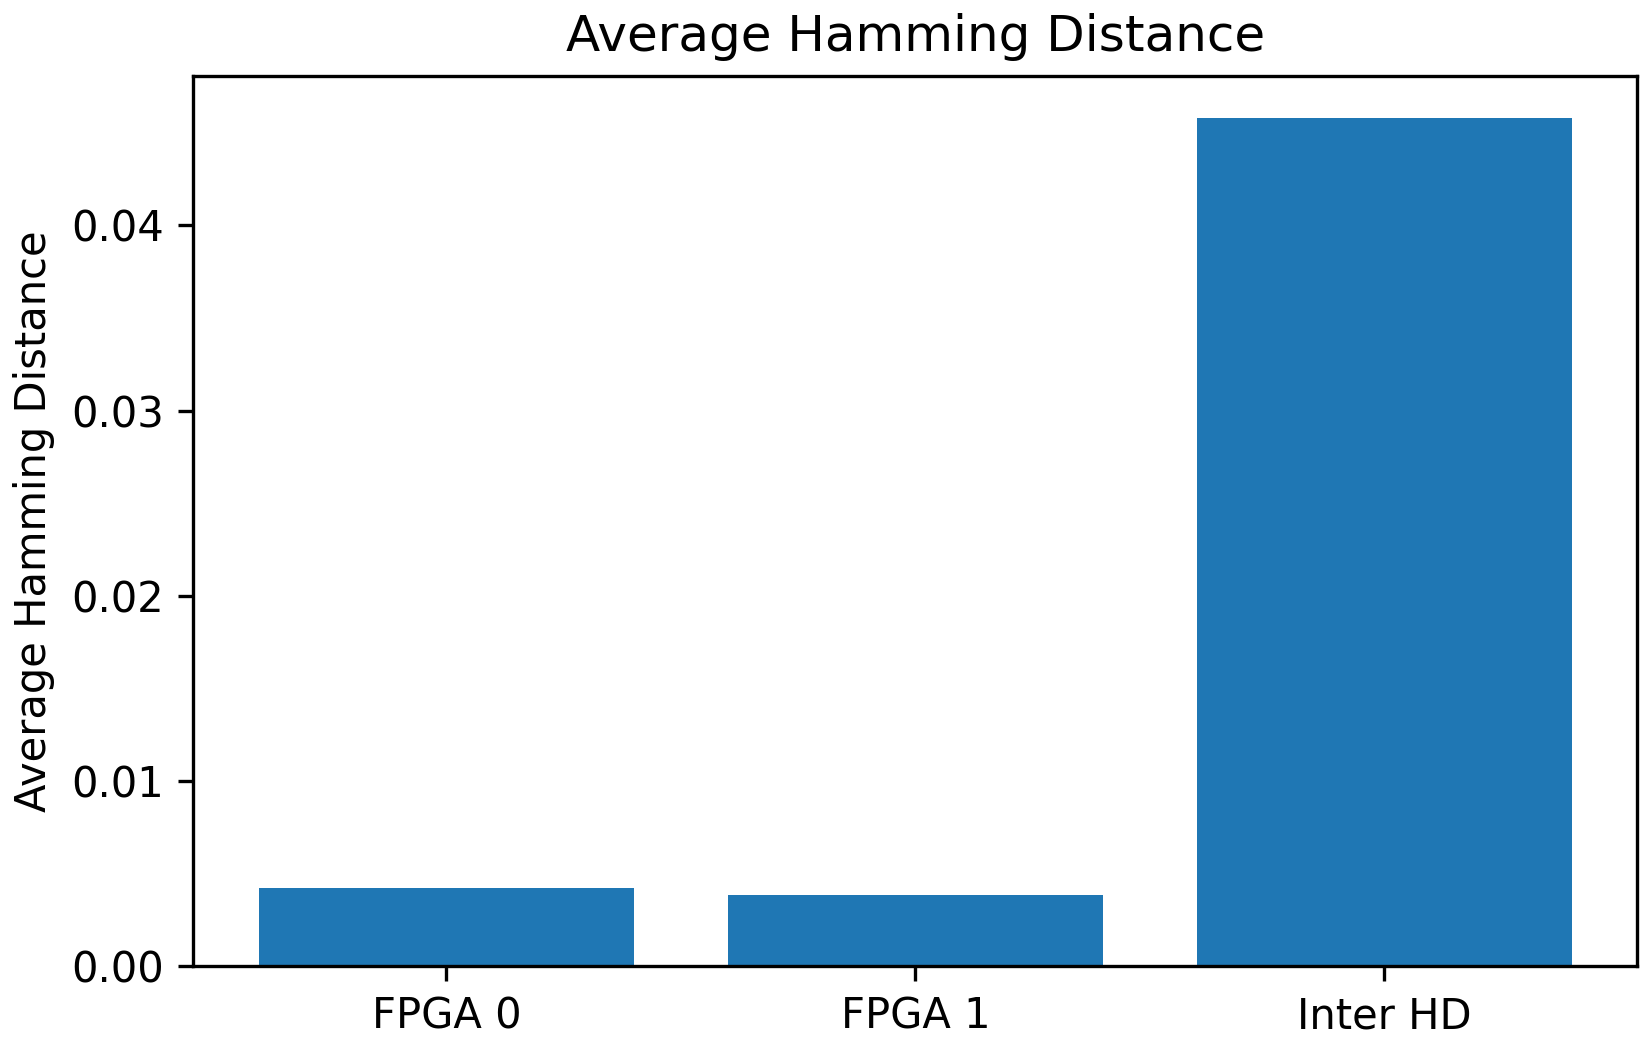 Average Hamming Distance
Average Hamming Distance
0.04
0.03
0.02
0.01
0.00
FPGA 0
FPGA 1
Inter HD